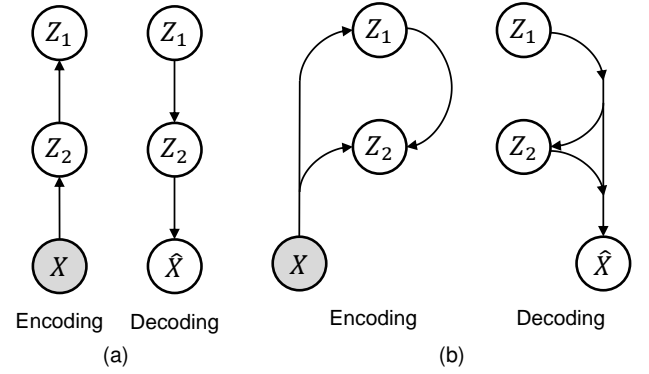 Z₁ Z₁ Z₁ Z₁
Z₂ Z₂ Z₂ Z₂
X X̂ X X̂
Encoding Decoding Encoding Decoding
(a) (b)